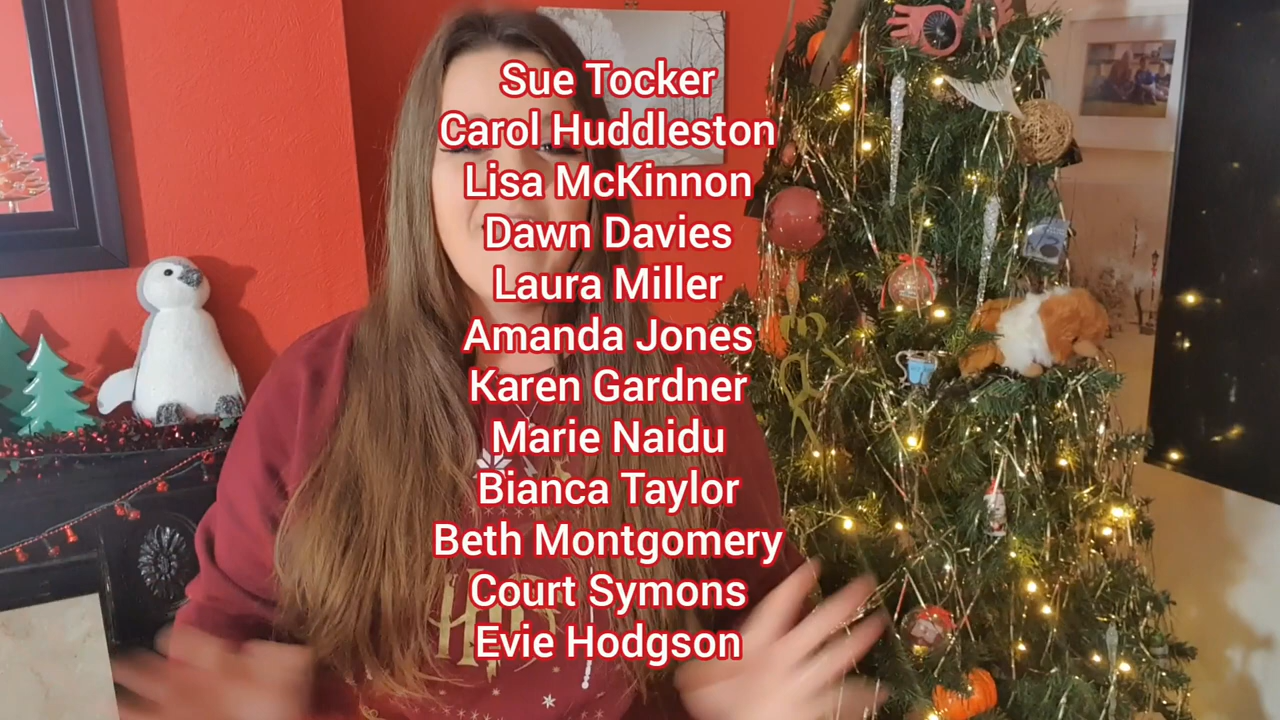 Sue Tocker
Carol Huddleston
Lisa McKinnon
Dawn Davies
Laura Miller
Amanda Jones
Karen Gardner
Marie Naidu
Bianca Taylor
Beth Montgomery
Court Symons
Evie Hodgson